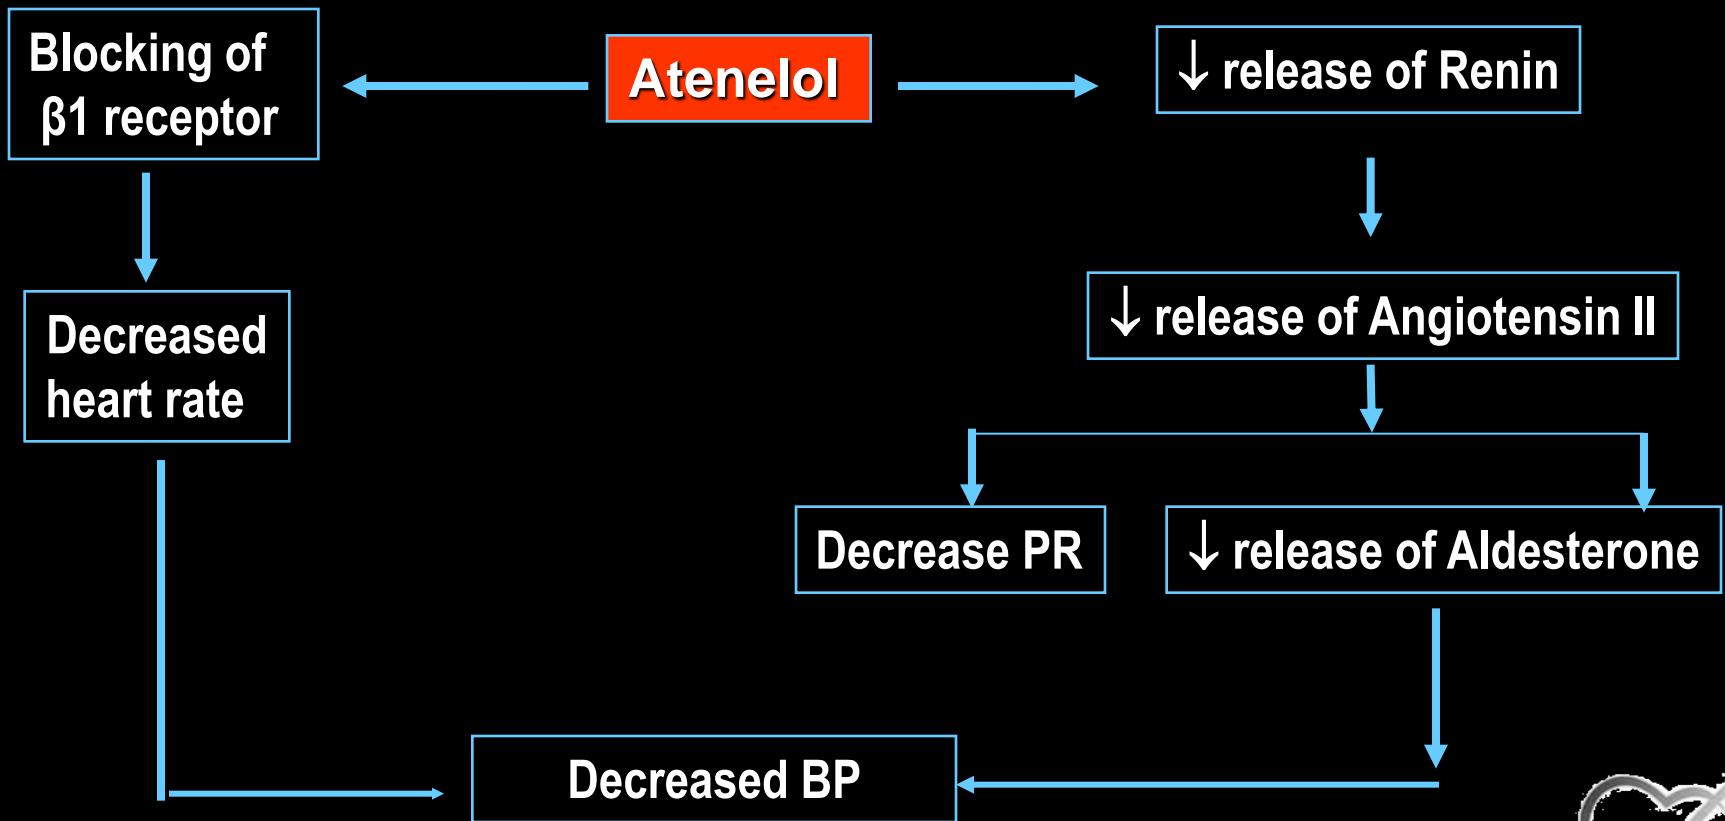 Blocking of
β1 receptor
Atenelol
↓ release of Renin
Decreased
heart rate
↓ release of Angiotensin II
Decrease PR
↓ release of Aldesterone
Decreased BP